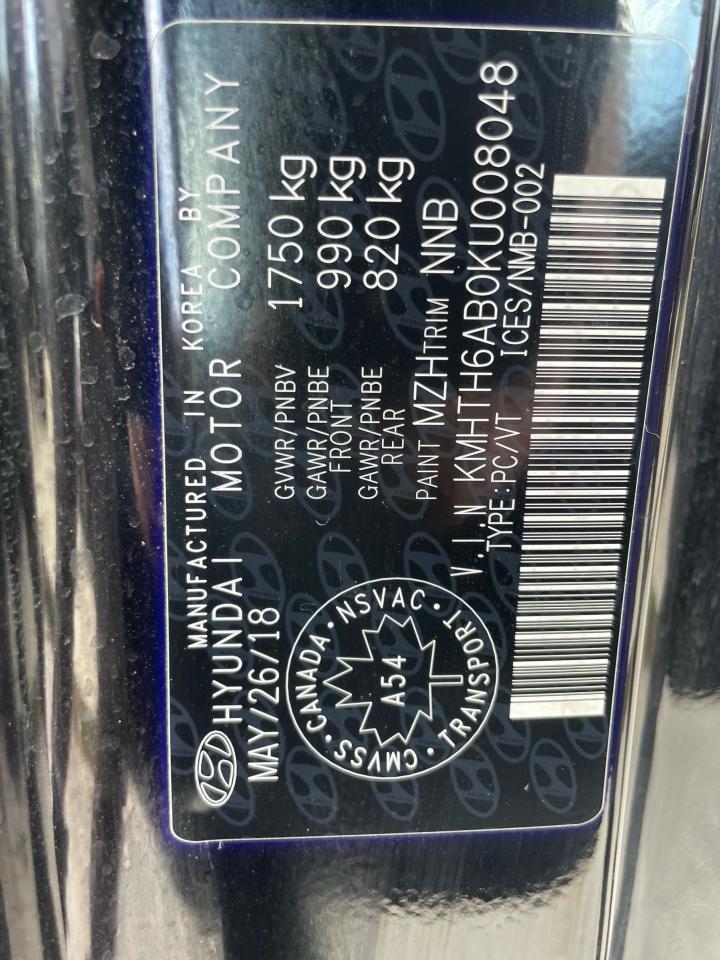 MANUFACTURED IN KOREA BY
HYUNDAI MOTOR COMPANY
MAY/26/18
GVWR/PNBV 1750 kg
GAWR/PNBE FRONT 990 kg
GAWR/PNBE REAR 820 kg
PAINT MZH TRIM NNB
V.I.N KMHTH6AB0KU008048
TYPE:PC/VT ICES/NMB-002
CMVSS·CANADA·NSVAC·
TRANSPORT·
A54